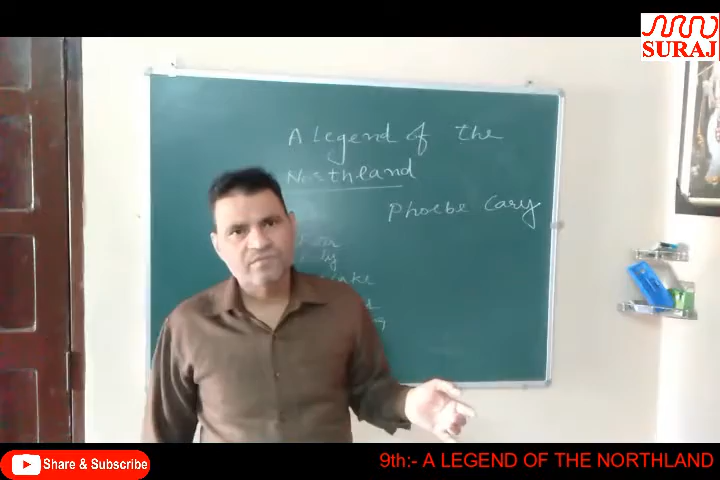 SURAJ
A Legend of the
Northland
Phoebe Cary
Share & Subscribe
9th:- A LEGEND OF THE NORTHLAND